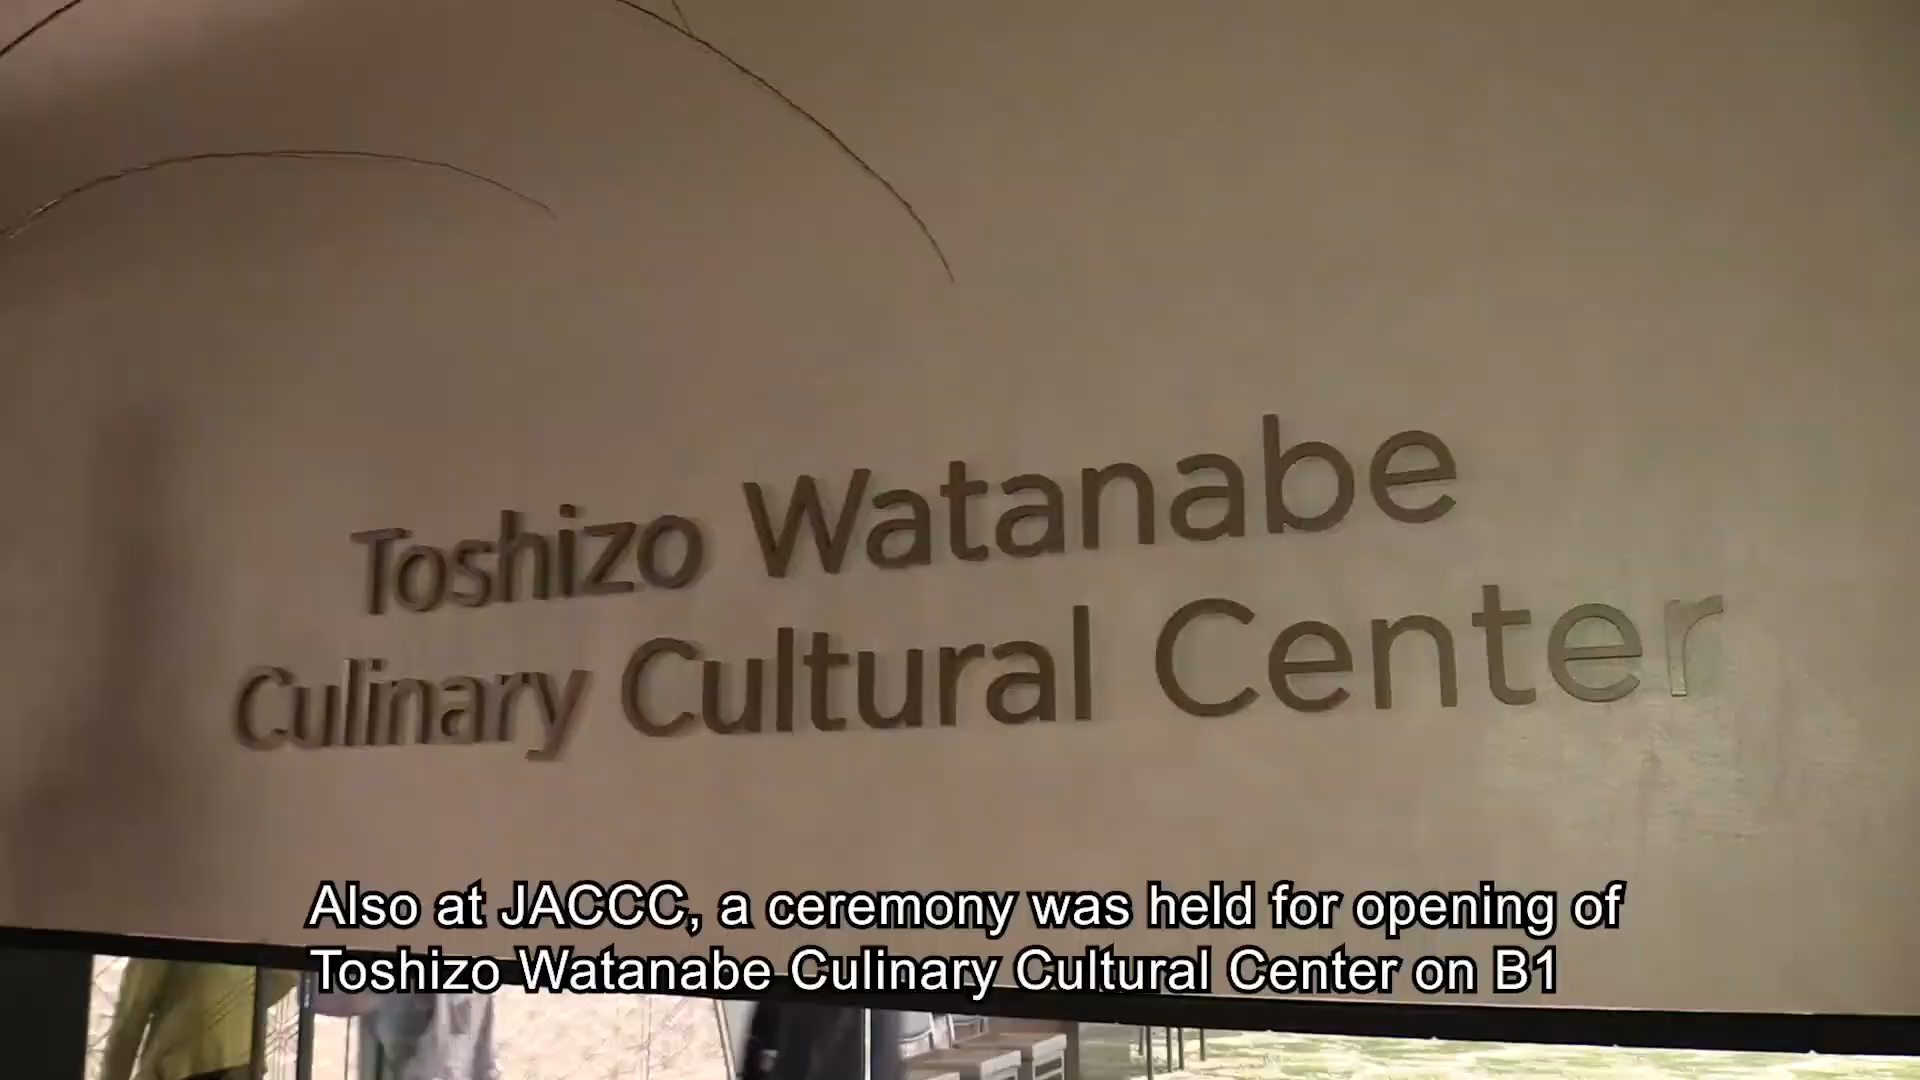 Toshizo Watanabe
Culinary Cultural Center
Also at JACCC, a ceremony was held for opening of
Toshizo Watanabe Culinary Cultural Center on B1